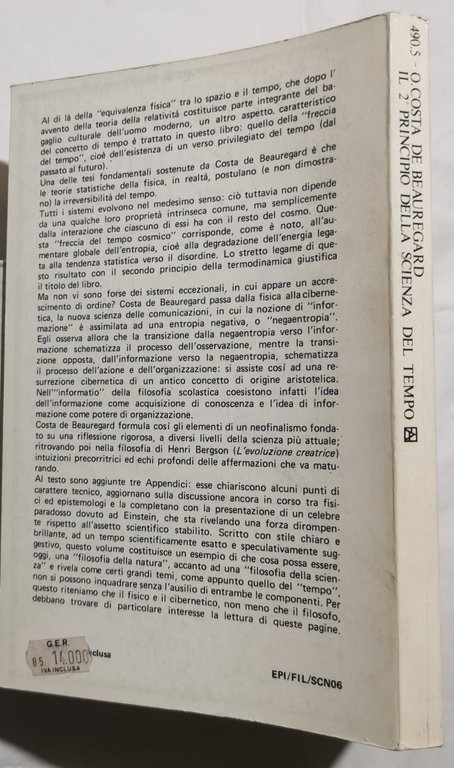 Al di là della "equivalenza fisica" tra lo spazio e il tempo, che dopo l'
avvento della teoria della relatività costituisce parte integrante del ba-
gaglio culturale dell'uomo moderno, un altro aspetto. caratteristico
del concetto di tempo è trattato in questo libro: quello della "freccia
del tempo", cioè dell'esistenza di un verso privilegiato del tempo (dal
passato al futuro).
Una delle tesi fondamentali sostenute da Costa de Beauregard è che
le teorie statistiche della fisica, in realtà, postulano (e non dimostra-
no) la irreversibilità del tempo.
Tutti i sistemi evolvono nel medesimo senso: ciò tuttavia non dipende
da una qualche loro proprietà intrinseca comune, ma semplicemente
dalla interazione che ciascuno di essi ha con il resto del cosmo. Que-
sta "freccia del tempo cosmico" corrisponde, come è noto, all'au-
mentare globale dell'entropia, cioè alla degradazione dell'energia lega-
ta alla tendenza statistica verso il disordine. Lo stretto legame di que-
sto risultato con il secondo principio della termodinamica giustifica
il titolo del libro.
Ma non vi sono forse dei sistemi eccezionali, in cui appare un accre-
scimento di ordine? Costa de Beauregard passa dalla fisica alla ciberne-
tica, la nuova scienza delle comunicazioni, in cui la nozione di "infor-
mazione" è assimilata ad una entropia negativa, o "negaentropia".
Egli osserva allora che la transizione dalla negaentropia verso l'infor-
mazione schematizza il processo dell'osservazione, mentre la transi-
zione opposta, dall'informazione verso la negaentropia, schematizza
il processo dell'azione e dell'organizzazione: si assiste così ad una re-
surrezione cibernetica di un antico concetto di origine aristotelica.
Nell'"informatio" della filosofia scolastica coesistono infatti l'idea
dell'informazione come acquisizione di conoscenza e l'idea di infor-
mazione come potere di organizzazione.
Costa de Beauregard formula così gli elementi di un neofinalismo fonda-
to su una riflessione rigorosa, a diversi livelli della scienza più attuale;
ritrovando poi nella filosofia di Henri Bergson (L'evoluzione creatrice)
intuizioni precorritrici ed echi profondi delle affermazioni che va matu-
rando.
Al testo sono aggiunte tre Appendici: esse chiariscono alcuni punti di
carattere tecnico, aggiornano sulla discussione ancora in corso tra fisi-
ci ed epistemologi e la completano con la presentazione di un celebre
paradosso dovuto ad Einstein, che sta rivelando una forza dirompen-
te rispetto all'assetto scientifico stabilito. Scritto con stile chiaro e
brillante, ad un tempo scientificamente esatto e speculativamente sug-
gestivo, questo volume costituisce un esempio di che cosa possa essere,
oggi, una "filosofia della natura", accanto ad una "filosofia della scien-
za" e rivela come certi grandi temi, come appunto quello del "tempo",
non si possono inquadrare senza l'ausilio di entrambe le componenti. Per
questo riteniamo che il fisico e il cibernetico, non meno che il filosofo,
debbano trovare di particolare interesse la lettura di queste pagine.
G.E.R
85 14.000
IVA INCLUSA
clusa
EPI/FIL/SCN06
490.5 - O. COSTA DE BEAUREGARD
IL 2° PRINCIPIO DELLA SCIENZA DEL TEMPO